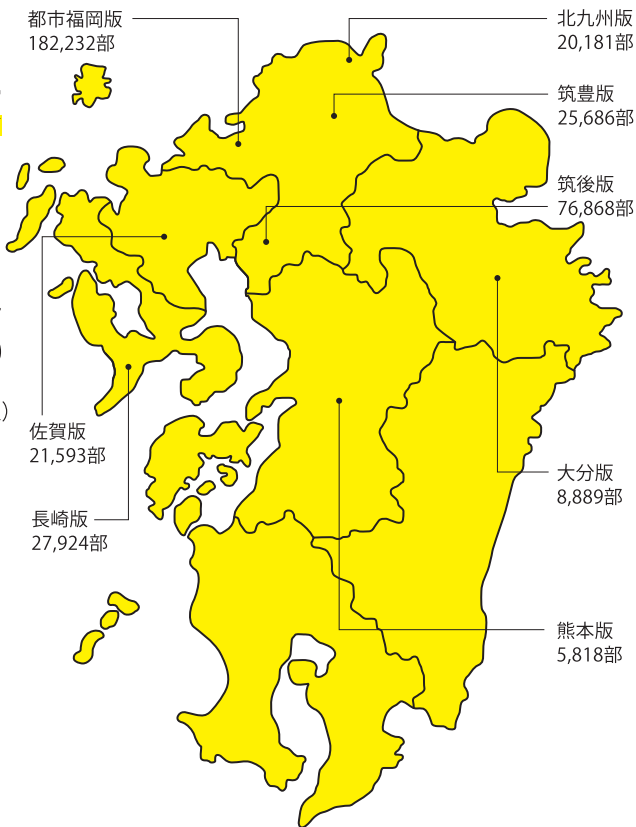 都市福岡版
182,232部
北九州版
20,181部
筑豊版
25,686部
筑後版
76,868部
佐賀版
21,593部
長崎版
27,924部
大分版
8,889部
熊本版
5,818部